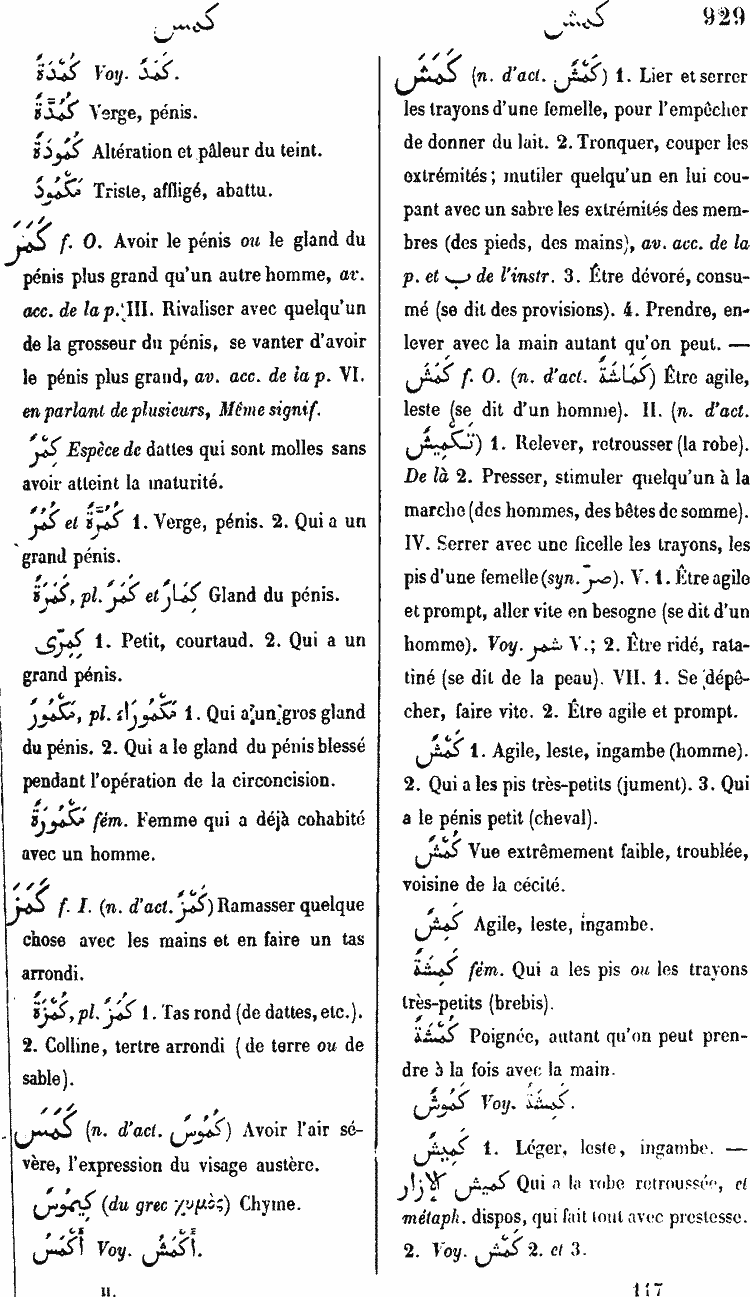 كمس
كمش
929
كُمْدَةٌ Voy. كَمَدٌ.
كُمُدَّةٌ Verge, pénis.
كُمُودَةٌ Altération et pâleur du teint.
مَكْمُودٌ Triste, affligé, abattu.
كَمَرَ f. O. Avoir le pénis ou le gland du
pénis plus grand qu'un autre homme, av.
acc. de la p. III. Rivaliser avec quelqu'un
de la grosseur du pénis, se vanter d'avoir
le pénis plus grand, av. acc. de la p. VI.
en parlant de plusieurs, Même signif.
كِمْرٌ Espèce de dattes qui sont molles sans
avoir atteint la maturité.
كُمُرٌّ et كُمُرَّةٌ 1. Verge, pénis. 2. Qui a un
grand pénis.
كَمَرَةٌ, pl. كَمَرٌ et كِمَارٌ Gland du pénis.
كِمِرَّى 1. Petit, courtaud. 2. Qui a un
grand pénis.
مَكْمُورٌ, pl. مَكْمُورَاءُ 1. Qui a un gros gland
du pénis. 2. Qui a le gland du pénis blessé
pendant l'opération de la circoncision.
مَكْمُورَةٌ fém. Femme qui a déjà cohabité
avec un homme.
كَمَزَ f. I. (n. d'act. كَمْزٌ) Ramasser quelque
chose avec les mains et en faire un tas
arrondi.
كُمْزَةٌ, pl. كُمَزٌ 1. Tas rond (de dattes, etc.).
2. Colline, tertre arrondi (de terre ou de
sable).
كَمَسَ (n. d'act. كُمُوسٌ) Avoir l'air sé-
vère, l'expression du visage austère.
كَيْمُوسٌ (du grec χυμὸς) Chyme.
أَكْمَسُ Voy. أَكْمَشُ.
II.
كَمَشَ (n. d'act. كَمْشٌ) 1. Lier et serrer
les trayons d'une femelle, pour l'empêcher
de donner du lait. 2. Tronquer, couper les
extrémités; mutiler quelqu'un en lui cou-
pant avec un sabre les extrémités des mem-
bres (des pieds, des mains), av. acc. de la
p. et ب de l'instr. 3. Être dévoré, consu-
mé (se dit des provisions). 4. Prendre, en-
lever avec la main autant qu'on peut. —
كَمُشَ f. O. (n. d'act. كَمَاشَةٌ) Être agile,
leste (se dit d'un homme). II. (n. d'act.
تَكْمِيشٌ) 1. Relever, retrousser (la robe).
De là 2. Presser, stimuler quelqu'un à la
marche (des hommes, des bêtes de somme).
IV. Serrer avec une ficelle les trayons, les
pis d'une femelle (syn. صرّ). V. 1. Être agile
et prompt, aller vite en besogne (se dit d'un
homme). Voy. شمر V.; 2. Être ridé, rata-
tiné (se dit de la peau). VII. 1. Se dépê-
cher, faire vite. 2. Être agile et prompt.
كَمْشٌ 1. Agile, leste, ingambe (homme).
2. Qui a les pis très-petits (jument). 3. Qui
a le pénis petit (cheval).
كَمَشٌ Vue extrêmement faible, troublée,
voisine de la cécité.
كَمِشٌ Agile, leste, ingambe.
كَمِشَةٌ fém. Qui a les pis ou les trayons
très-petits (brebis).
كَمْشَةٌ Poignée, autant qu'on peut pren-
dre à la fois avec la main.
كَمُوشٌ Voy. كَمِشَةٌ.
كَمِيشٌ 1. Léger, leste, ingambe. —
كميش الازار Qui a la robe retroussée, et
métaph. dispos, qui fait tout avec prestesse.
2. Voy. كَمْشٌ 2. et 3.
117